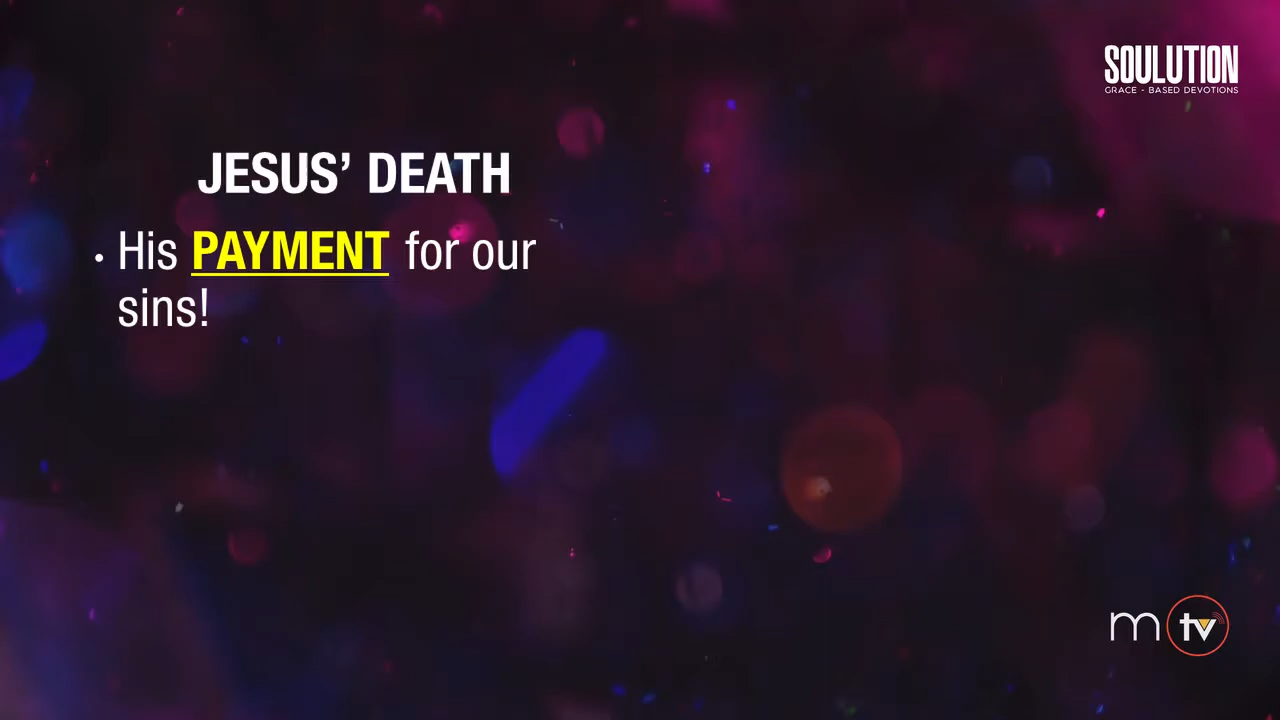 SOULUTION
GRACE - BASED DEVOTIONS
JESUS’ DEATH
• His PAYMENT for our
sins!
m tv